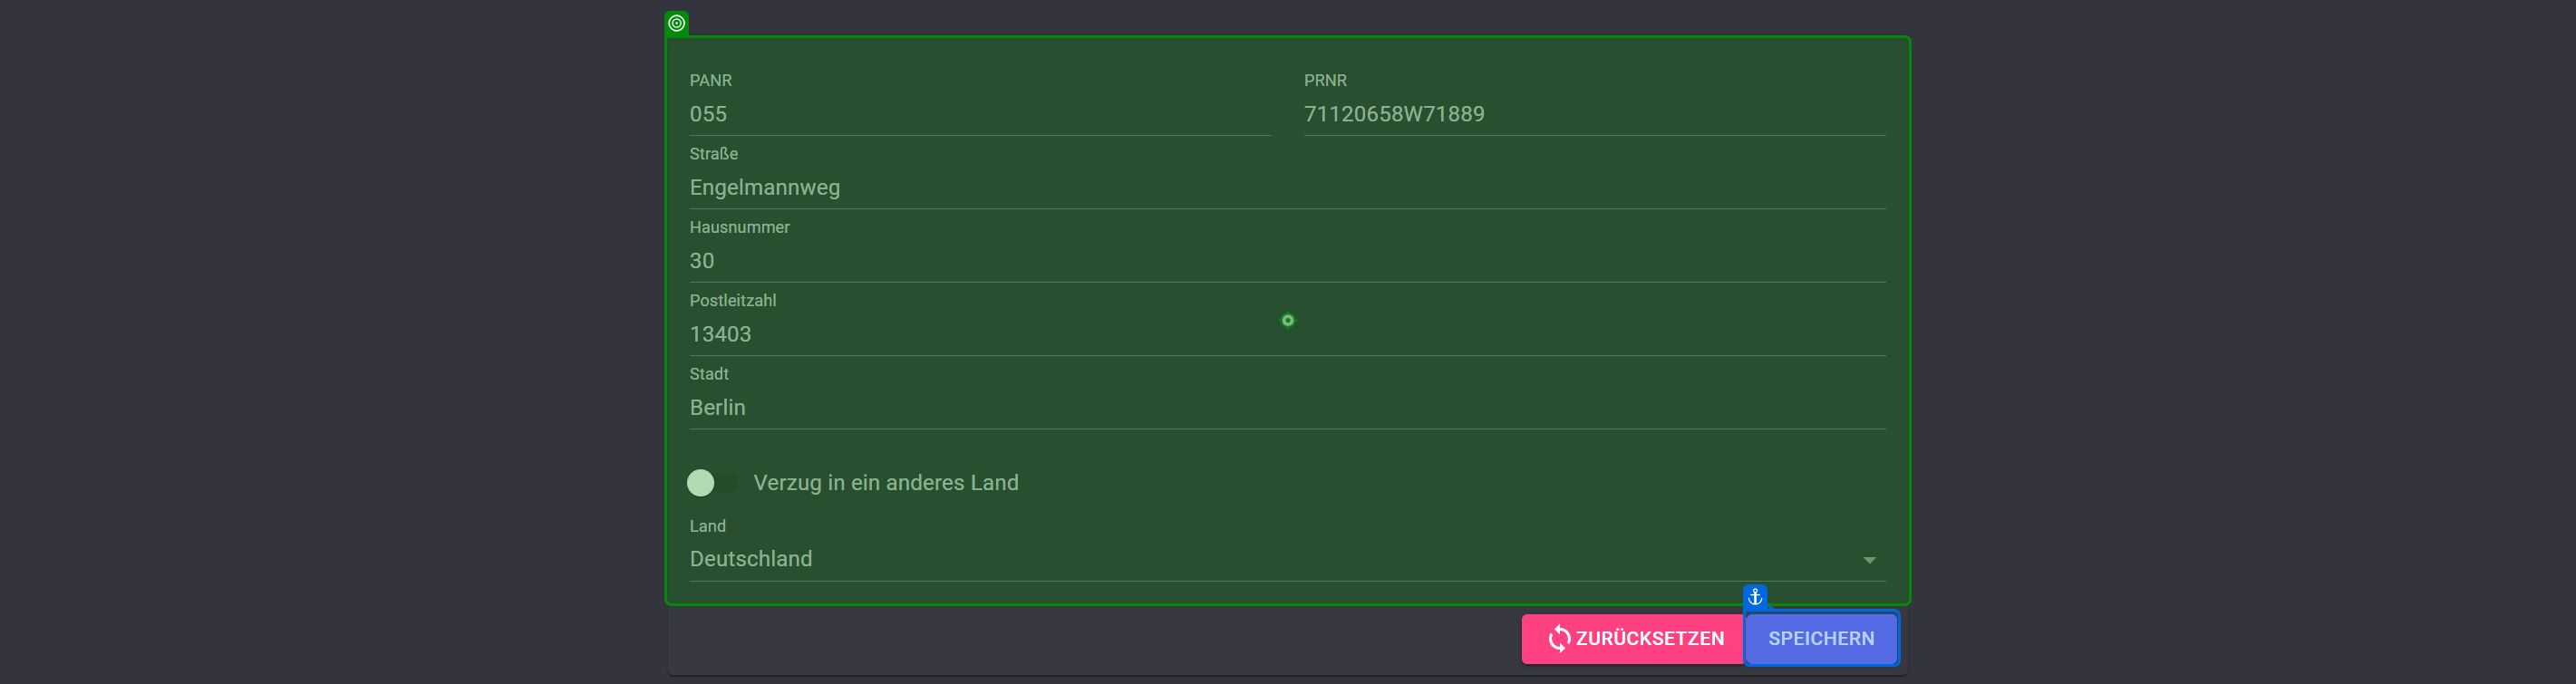 PANR PRNR
055 71120658W71889
Straße
Engelmannweg
Hausnummer
30
Postleitzahl
13403
Stadt
Berlin
Verzug in ein anderes Land
Land
Deutschland
ZURÜCKSETZEN SPEICHERN